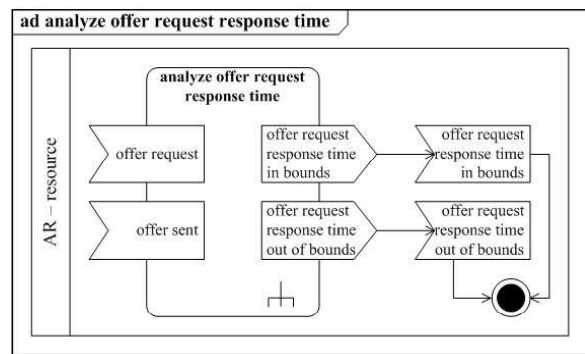 ad analyze offer request response time
AR – resource
analyze offer request
response time
offer request
offer sent
offer request
response time
in bounds
offer request
response time
out of bounds
offer request
response time
in bounds
offer request
response time
out of bounds